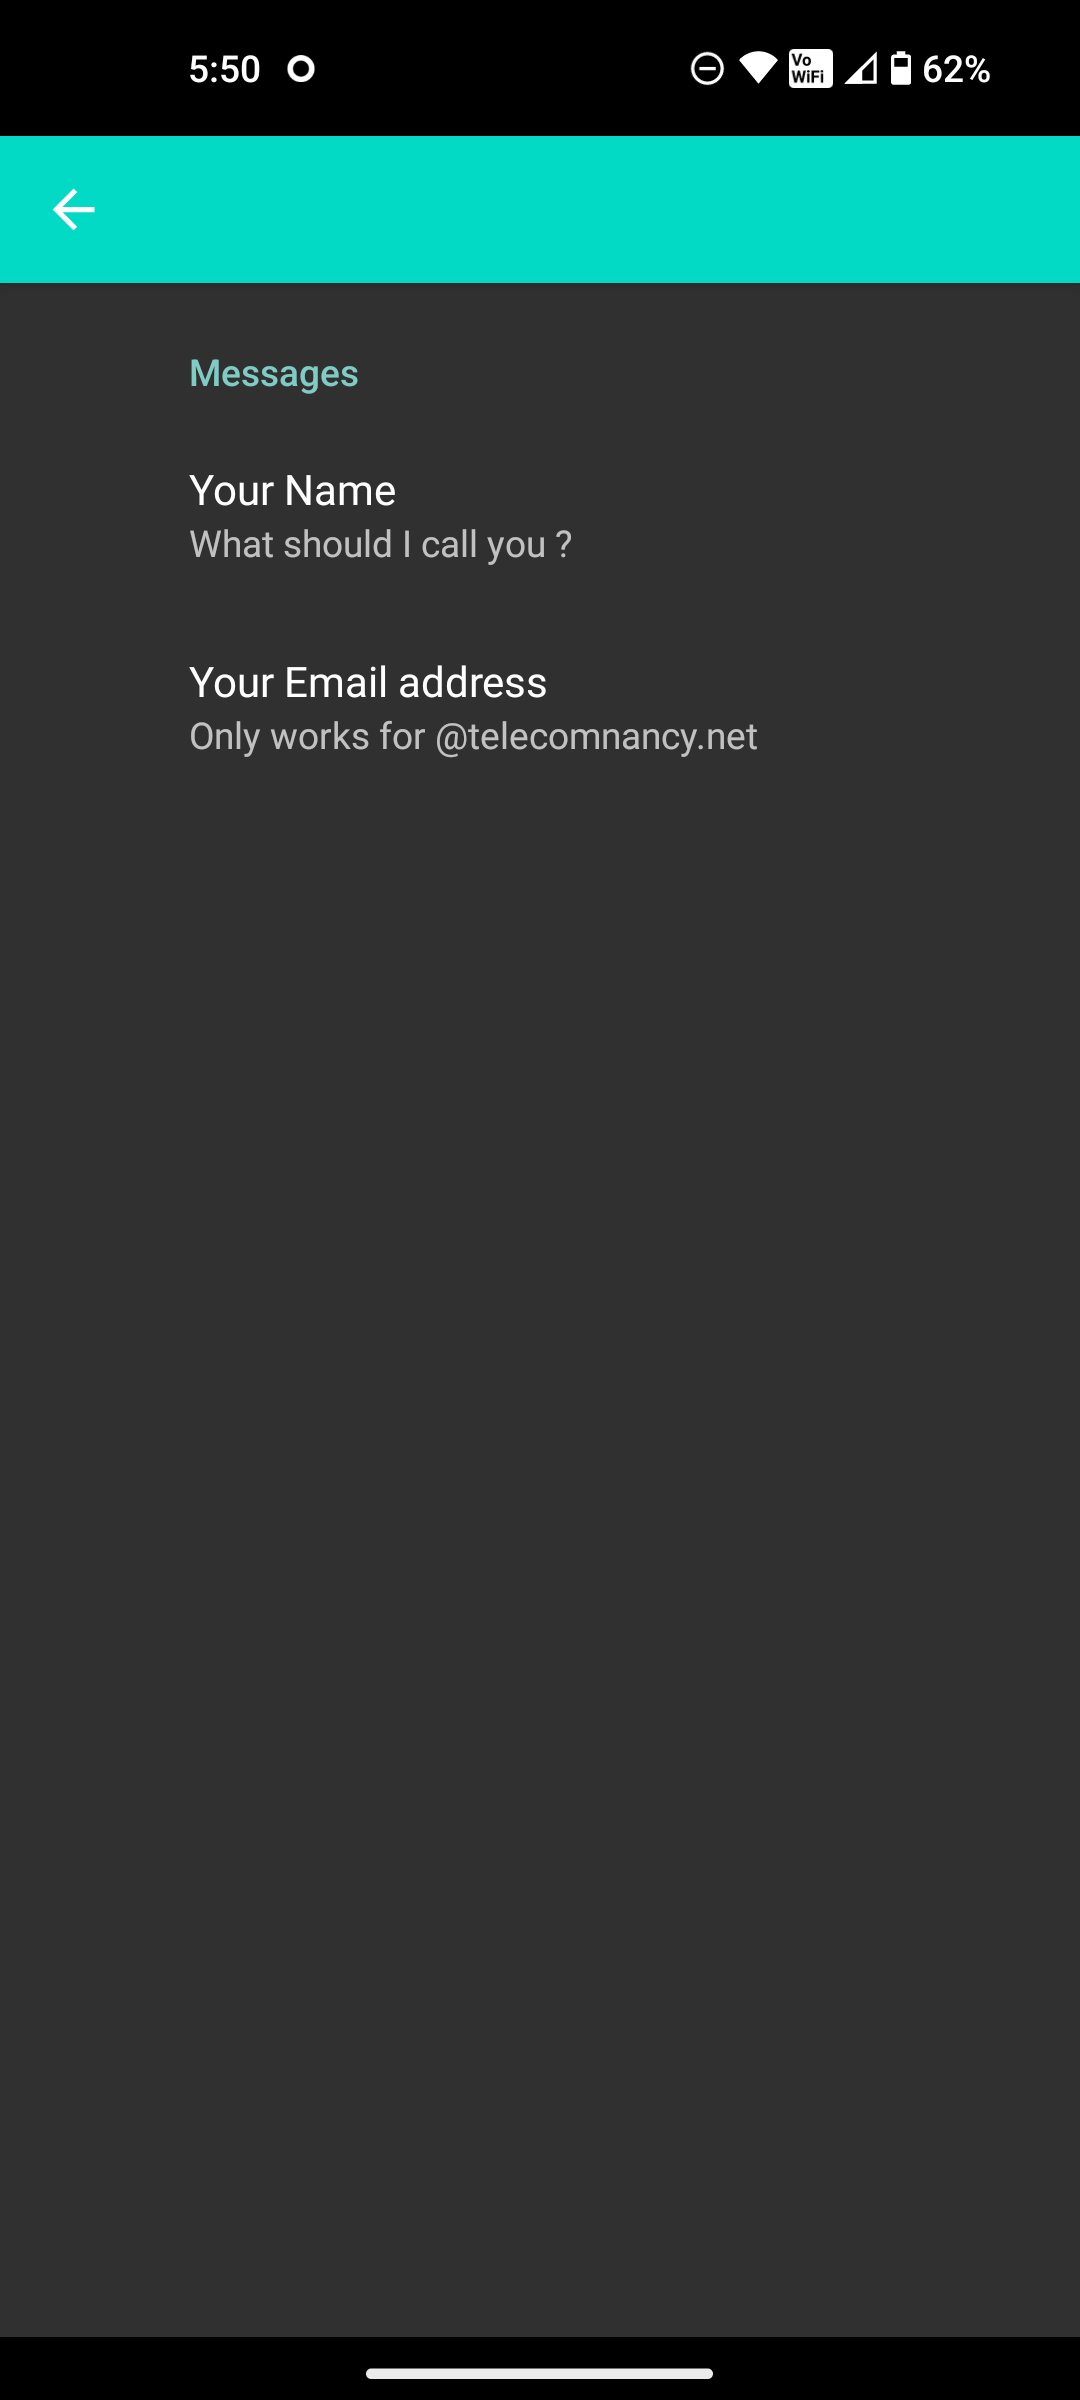 5:50
Vo
WiFi
62%
Messages
Your Name
What should I call you ?
Your Email address
Only works for @telecomnancy.net